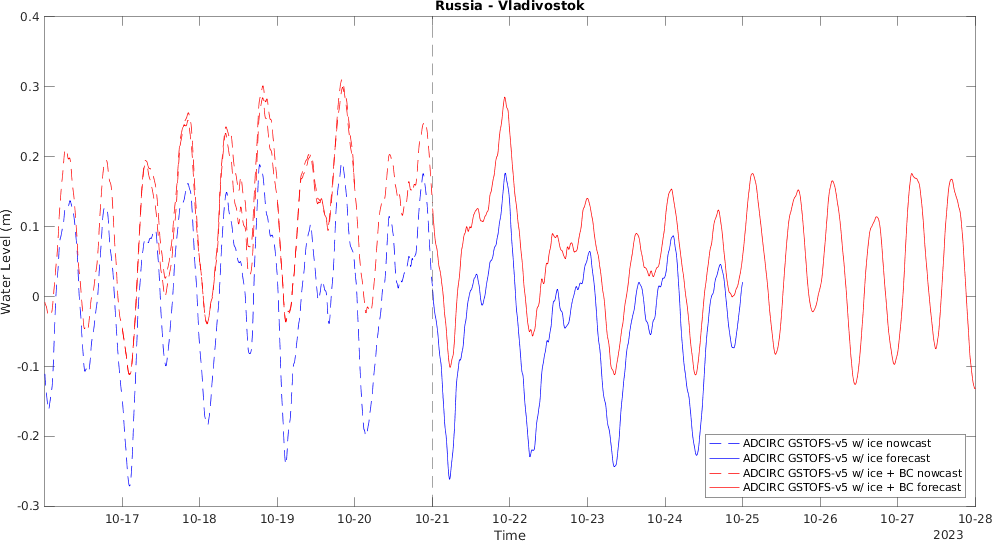 Russia - Vladivostok
0.4
0.3
0.2
0.1
0
-0.1
-0.2
-0.3
Water Level (m)
ADCIRC GSTOFS-v5 w/ ice nowcast
ADCIRC GSTOFS-v5 w/ ice forecast
ADCIRC GSTOFS-v5 w/ ice + BC nowcast
ADCIRC GSTOFS-v5 w/ ice + BC forecast
10-17 10-18 10-19 10-20 10-21 10-22 10-23 10-24 10-25 10-26 10-27 10-28
Time
2023